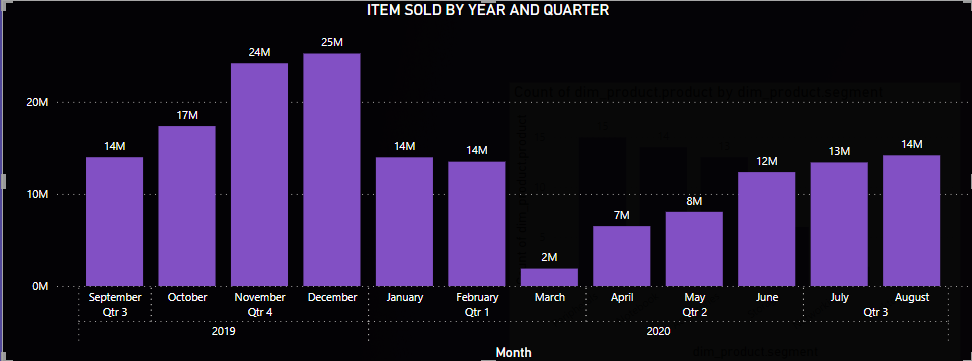 ITEM SOLD BY YEAR AND QUARTER
25M
24M
20M
17M
14M
14M
14M
14M
13M
12M
10M
8M
7M
2M
0M
September October November December January February March April May June July August
Qtr 3 Qtr 4 Qtr 1 Qtr 2 Qtr 3
2019 2020
Month